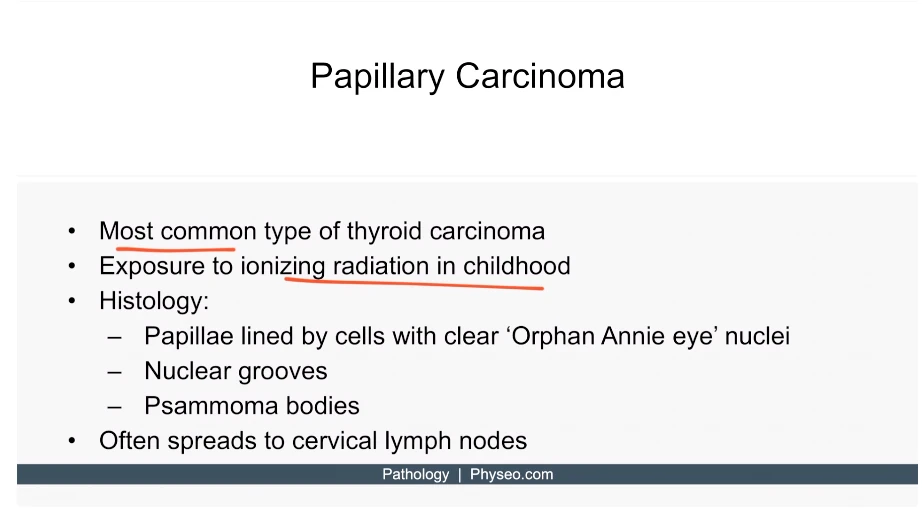 Papillary Carcinoma
• Most common type of thyroid carcinoma
• Exposure to ionizing radiation in childhood
• Histology:
– Papillae lined by cells with clear ‘Orphan Annie eye’ nuclei
– Nuclear grooves
– Psammoma bodies
• Often spreads to cervical lymph nodes
Pathology | Physeo.com